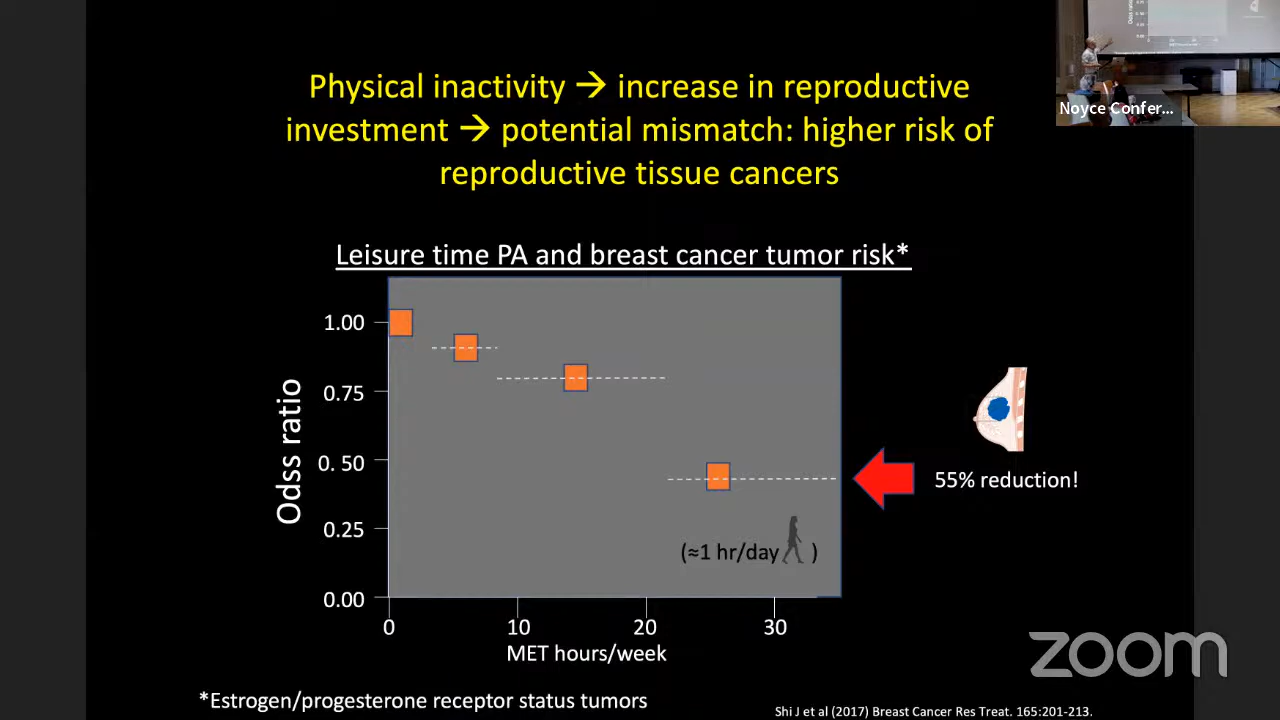 Physical inactivity → increase in reproductive
investment → potential mismatch: higher risk of
reproductive tissue cancers
Noyce Confer...
Leisure time PA and breast cancer tumor risk*
Odss ratio
1.00
0.75
0.50
0.25
0.00
0
10
20
30
MET hours/week
(≈1 hr/day )
55% reduction!
zoom
*Estrogen/progesterone receptor status tumors
Shi J et al (2017) Breast Cancer Res Treat. 165:201-213.